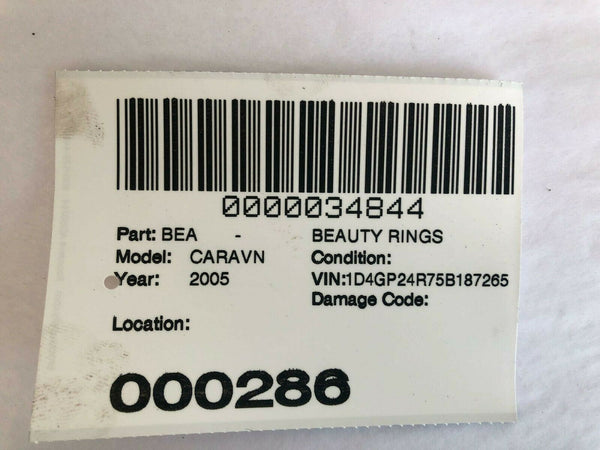 0000034844
Part: BEA - BEAUTY RINGS
Model: CARAVN Condition:
Year: 2005 VIN:1D4GP24R75B187265
Damage Code:
Location:
000286